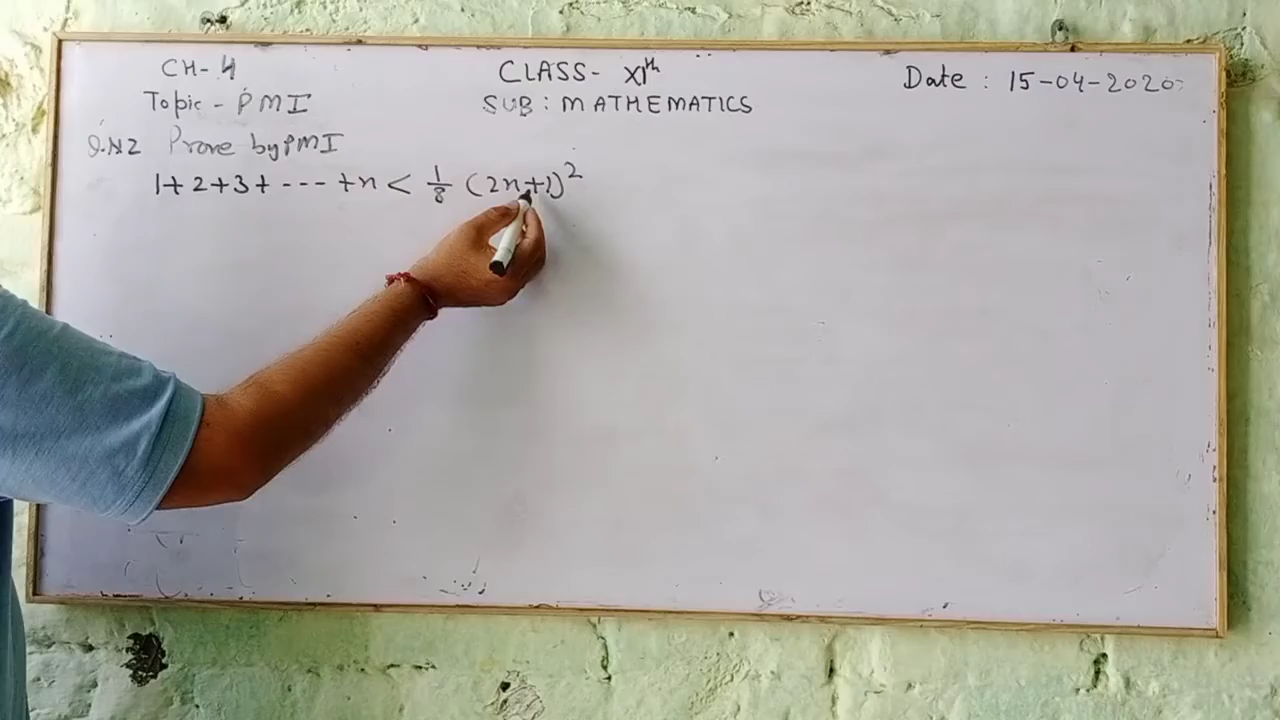 CH-4
CLASS- XIth
Date : 15-04-2020
Topic - PMI
SUB : MATHEMATICS
Q.N2 Prove by PMI
1+2+3+ --- +n < 1/8 (2n+1)²